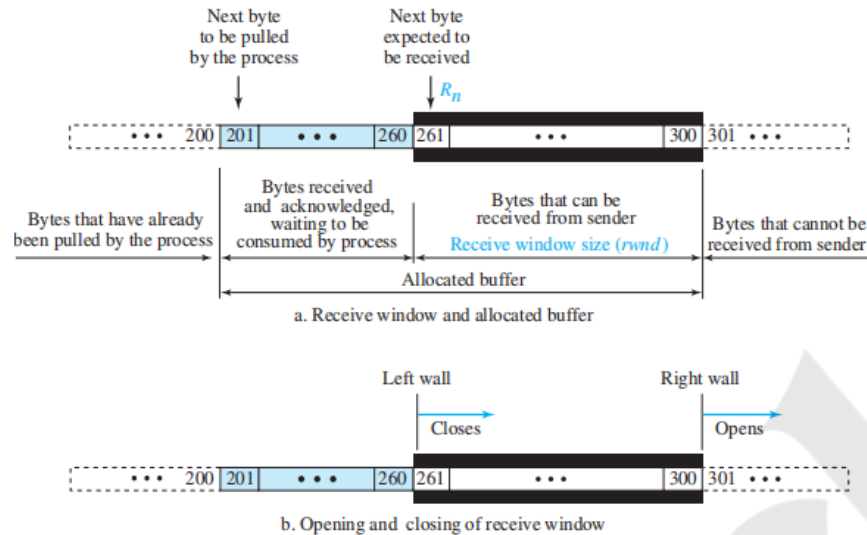 Next byte
to be pulled
by the process
Next byte
expected to
be received
Rn
••• 200 201 ••• 260 261 ••• 300 301 •••
Bytes that have already
been pulled by the process
Bytes received
and acknowledged,
waiting to be
consumed by process
Bytes that can be
received from sender
Receive window size (rwnd)
Bytes that cannot be
received from sender
Allocated buffer
a. Receive window and allocated buffer
Left wall
Right wall
Closes
Opens
••• 200 201 ••• 260 261 ••• 300 301 •••
b. Opening and closing of receive window